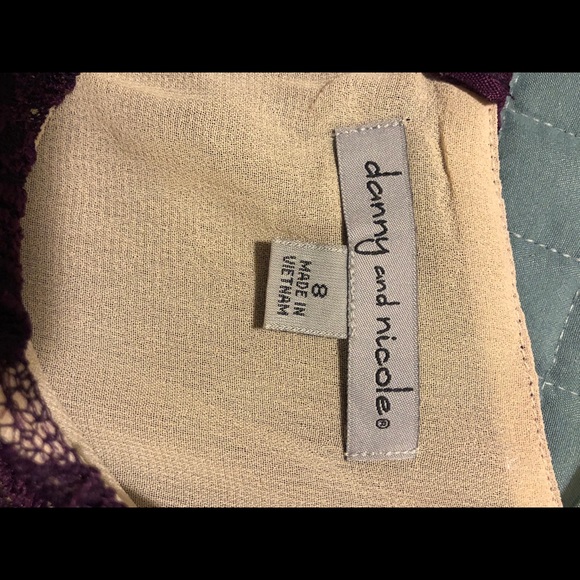 danny and nicole®
8
MADE IN
VIETNAM